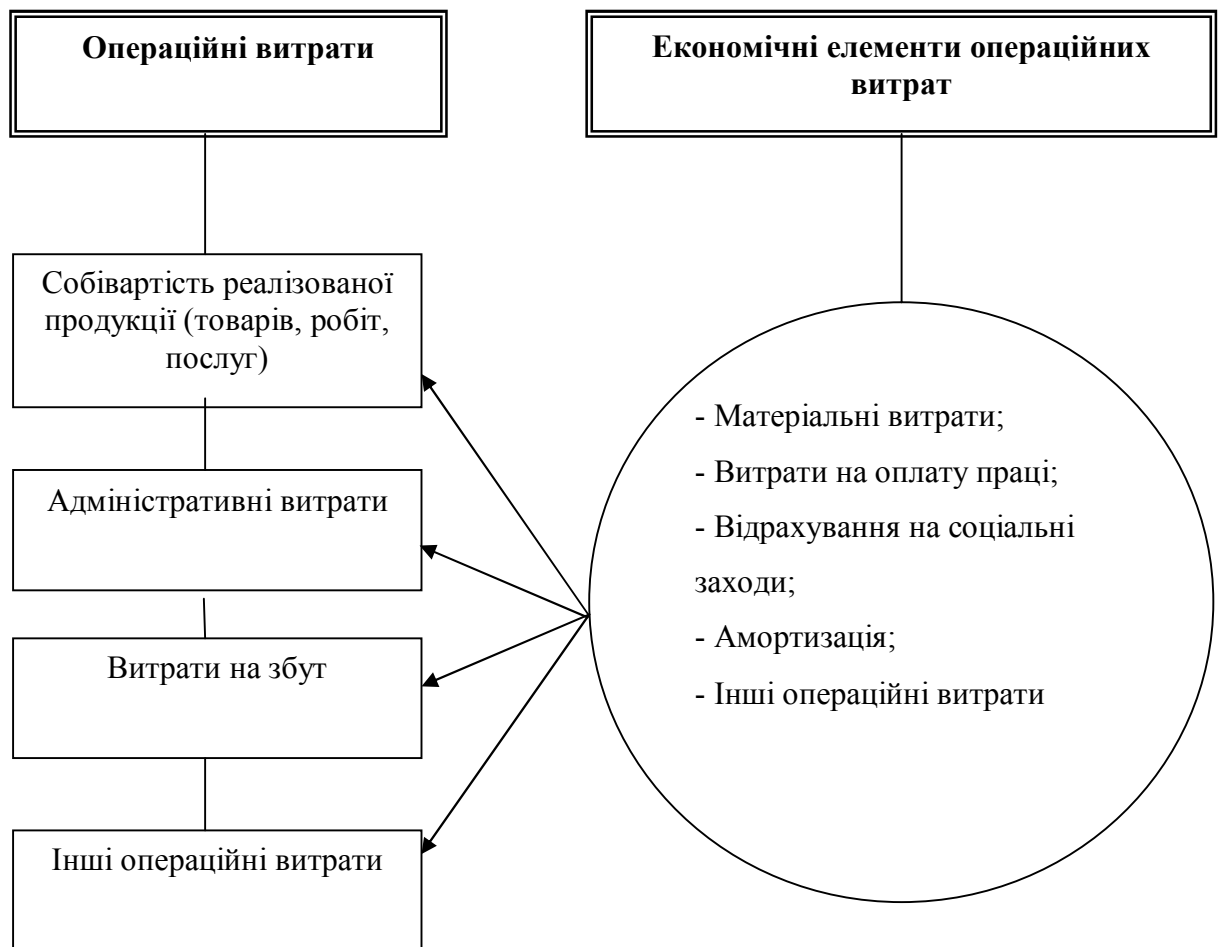 Операційні витрати
Економічні елементи операційних
витрат
Собівартість реалізованої
продукції (товарів, робіт,
послуг)
Адміністративні витрати
Витрати на збут
Інші операційні витрати
- Матеріальні витрати;
- Витрати на оплату праці;
- Відрахування на соціальні
заходи;
- Амортизація;
- Інші операційні витрати